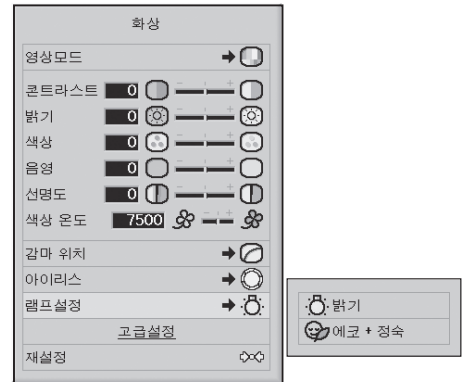 화상
영상모드
콘트라스트 0 - +
밝기 0 - +
색상 0 - +
음영 0 - +
선명도 0 - +
색상 온도 7500 - +
감마 위치
아이리스
램프설정
고급설정
재설정
밝기
에코 + 정숙